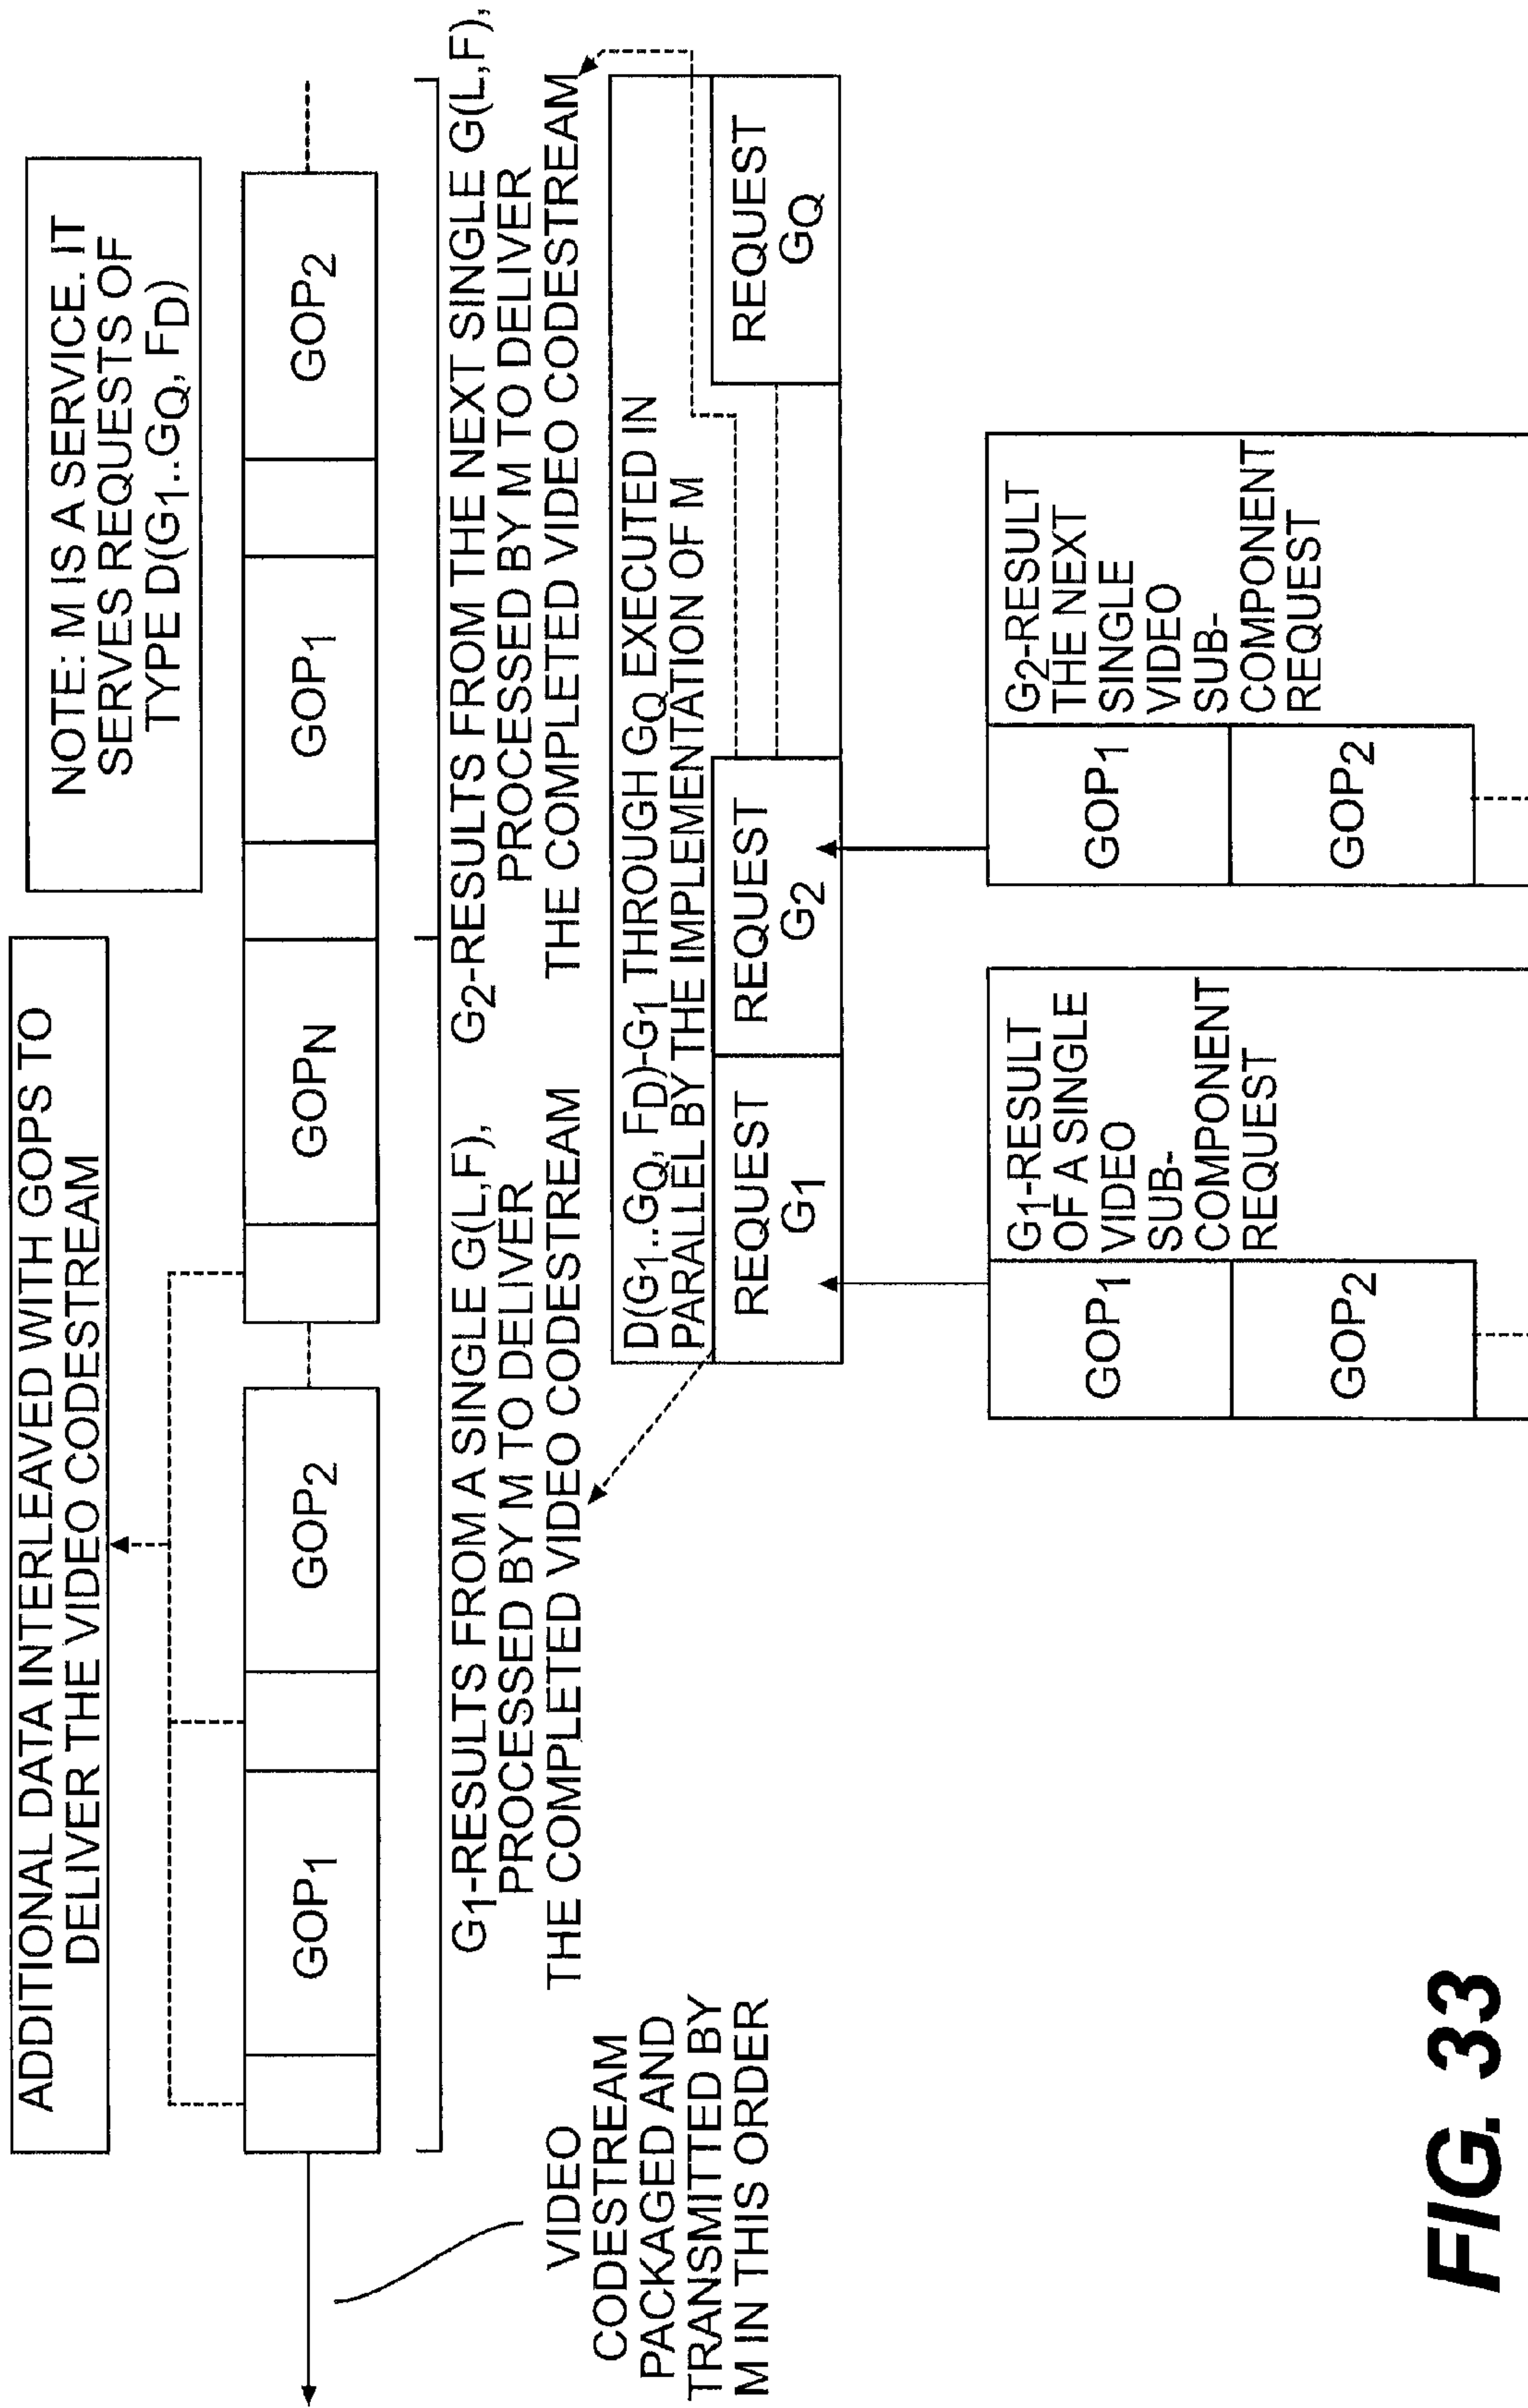 ADDITIONAL DATA INTERLEAVED WITH GOPS TO
DELIVER THE VIDEO CODESTREAM
NOTE: M IS A SERVICE. IT
SERVES REQUESTS OF
TYPE D(G1..GQ, FD)
GOP1
GOP2
GOPN
GOP1
GOP2
G1-RESULTS FROM A SINGLE G(L,F),
PROCESSED BY M TO DELIVER
THE COMPLETED VIDEO CODESTREAM
G2-RESULTS FROM THE NEXT SINGLE G(L,F),
PROCESSED BY M TO DELIVER
THE COMPLETED VIDEO CODESTREAM
VIDEO
CODESTREAM
PACKAGED AND
TRANSMITTED BY
M IN THIS ORDER
D(G1..GQ, FD)-G1 THROUGH GQ EXECUTED IN
PARALLEL BY THE IMPLEMENTATION OF M
REQUEST
G1
REQUEST
G2
REQUEST
GQ
GOP1
GOP2
G1-RESULT
OF A SINGLE
VIDEO
SUB-
COMPONENT
REQUEST
GOP1
GOP2
G2-RESULT
THE NEXT
SINGLE
VIDEO
SUB-
COMPONENT
REQUEST
FIG. 33